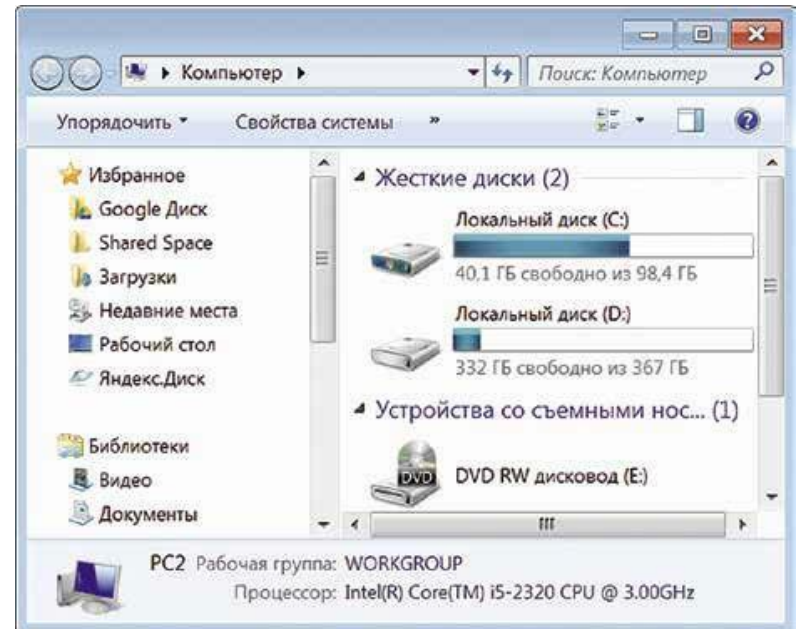 Компьютер
Поиск: Компьютер
Упорядочить
Свойства системы
»
Избранное
Google Диск
Shared Space
Загрузки
Недавние места
Рабочий стол
Яндекс.Диск
Библиотеки
Видео
Документы
Жесткие диски (2)
Локальный диск (C:)
40,1 ГБ свободно из 98,4 ГБ
Локальный диск (D:)
332 ГБ свободно из 367 ГБ
Устройства со съемными нос... (1)
DVD
DVD RW дисковод (E:)
PC2 Рабочая группа: WORKGROUP
Процессор: Intel(R) Core(TM) i5-2320 CPU @ 3.00GHz